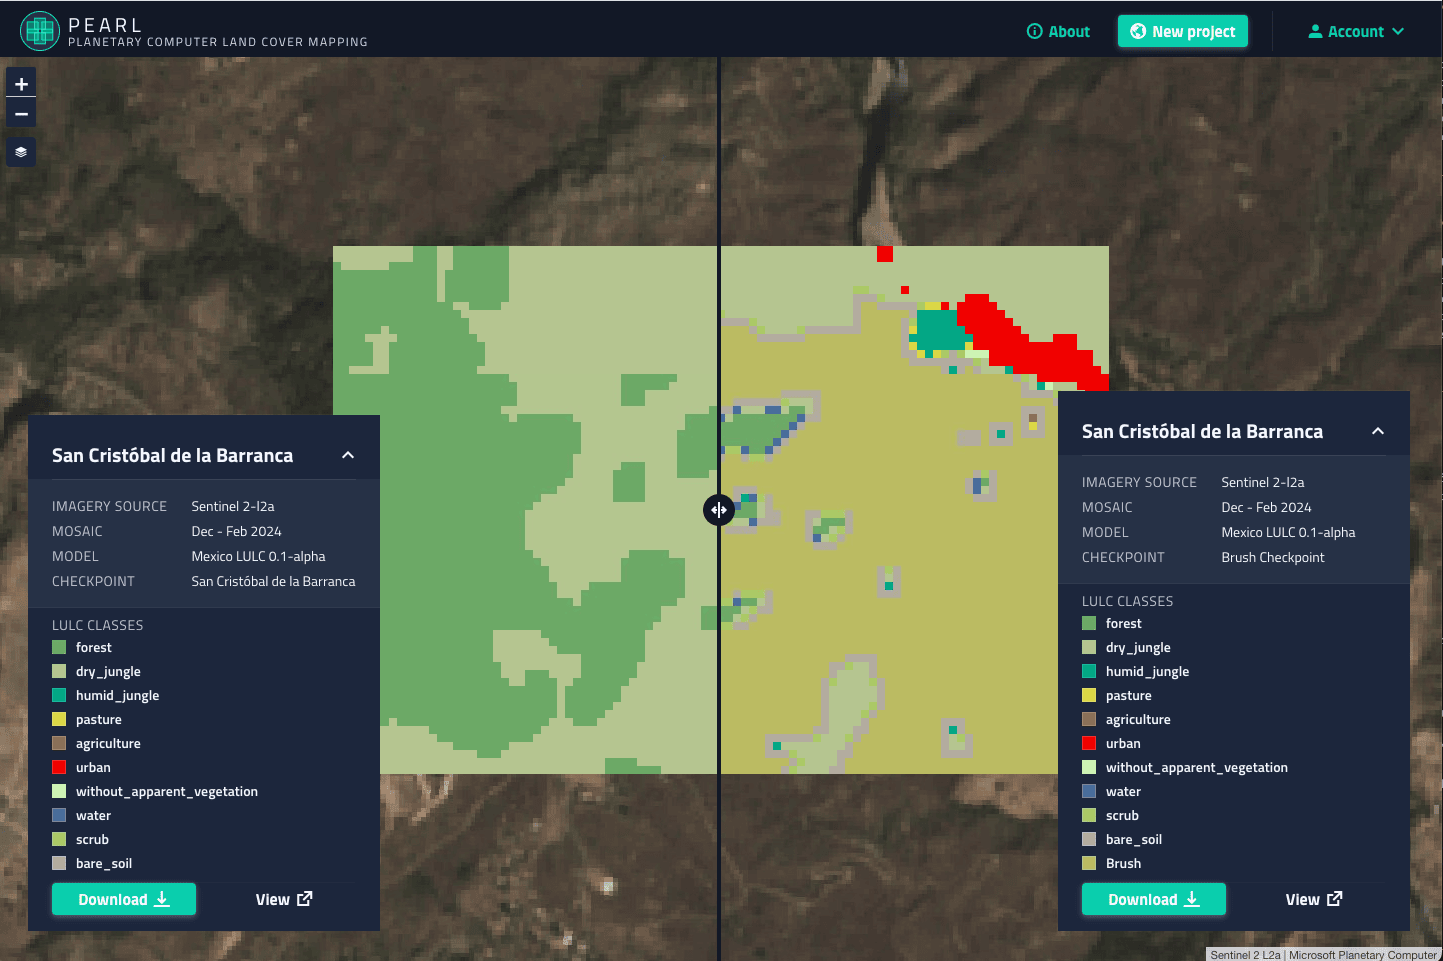 PEARL
PLANETARY COMPUTER LAND COVER MAPPING
About
New project
Account
San Cristóbal de la Barranca
IMAGERY SOURCE Sentinel 2-l2a
MOSAIC Dec - Feb 2024
MODEL Mexico LULC 0.1-alpha
CHECKPOINT San Cristóbal de la Barranca
LULC CLASSES
forest
dry_jungle
humid_jungle
pasture
agriculture
urban
without_apparent_vegetation
water
scrub
bare_soil
Download
View
San Cristóbal de la Barranca
IMAGERY SOURCE Sentinel 2-l2a
MOSAIC Dec - Feb 2024
MODEL Mexico LULC 0.1-alpha
CHECKPOINT Brush Checkpoint
LULC CLASSES
forest
dry_jungle
humid_jungle
pasture
agriculture
urban
without_apparent_vegetation
water
scrub
bare_soil
Brush
Download
View
Sentinel 2 L2a | Microsoft Planetary Computer